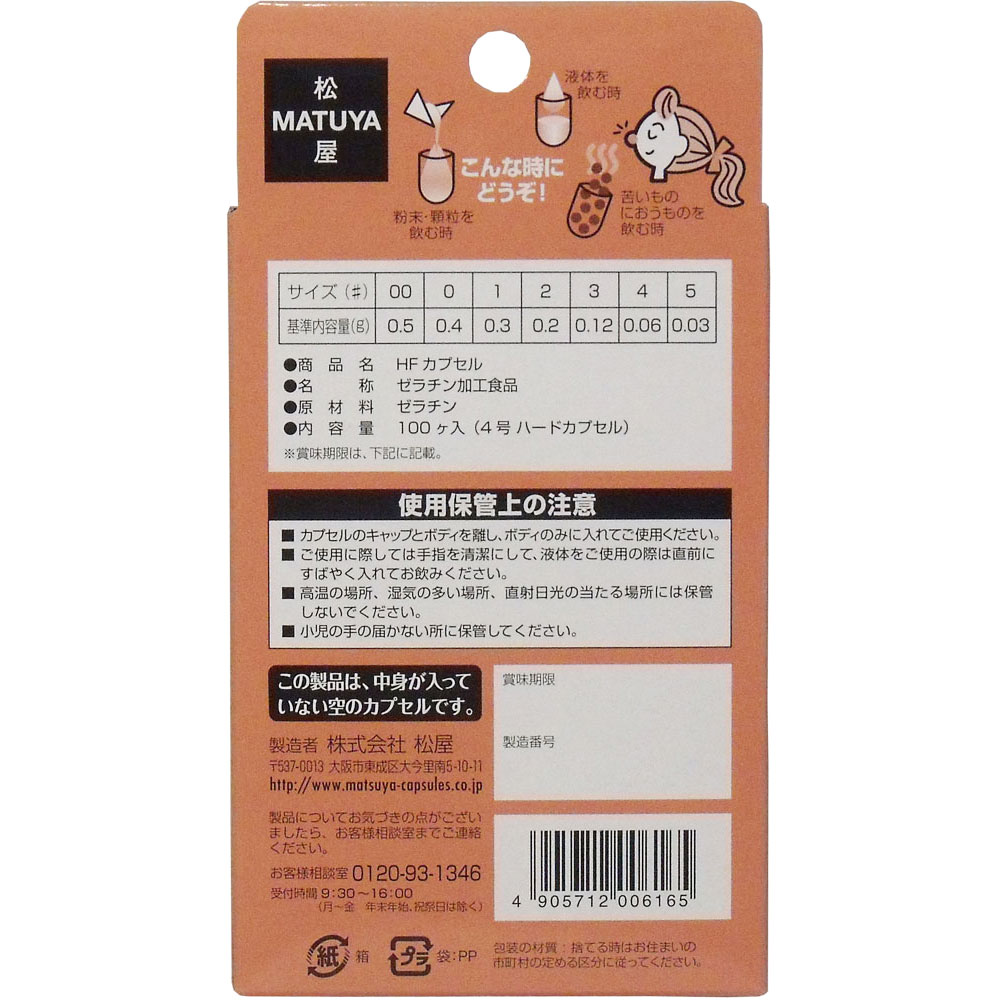 松
MATUYA
屋
液体を
飲む時
こんな時に
どうぞ!
粉末・顆粒を
飲む時
苦いもの
におうものを
飲む時
サイズ(♯) 00 0 1 2 3 4 5
基準内容量(g) 0.5 0.4 0.3 0.2 0.12 0.06 0.03
●商品名 HFカプセル
●名称 ゼラチン加工食品
●原材料 ゼラチン
●内容量 100ヶ入(4号ハードカプセル)
※賞味期限は、下記に記載。
使用保管上の注意
■ カプセルのキャップとボディを離し、ボディのみに入れてご使用ください。
■ ご使用に際しては手指を清潔にして、液体をご使用の際は直前に
すばやく入れてお飲みください。
■ 高温の場所、湿気の多い場所、直射日光の当たる場所には保管
しないでください。
■ 小児の手の届かない所に保管してください。
この製品は、中身が入って
いない空のカプセルです。
製造者 株式会社 松屋
〒537-0013 大阪市東成区大今里南5-10-11
http://www.matsuya-capsules.co.jp
製品についてお気づきの点がござい
ましたら、お客様相談室までご連絡
ください。
お客様相談室 0120-93-1346
受付時間 9:30〜16:00
(月〜金 年末年始、祝祭日は除く)
賞味期限
製造番号
4 905712 006165
紙 箱
プラ 袋:PP
包装の材質:捨てる時はお住まいの
市町村の定める区分に従ってください。